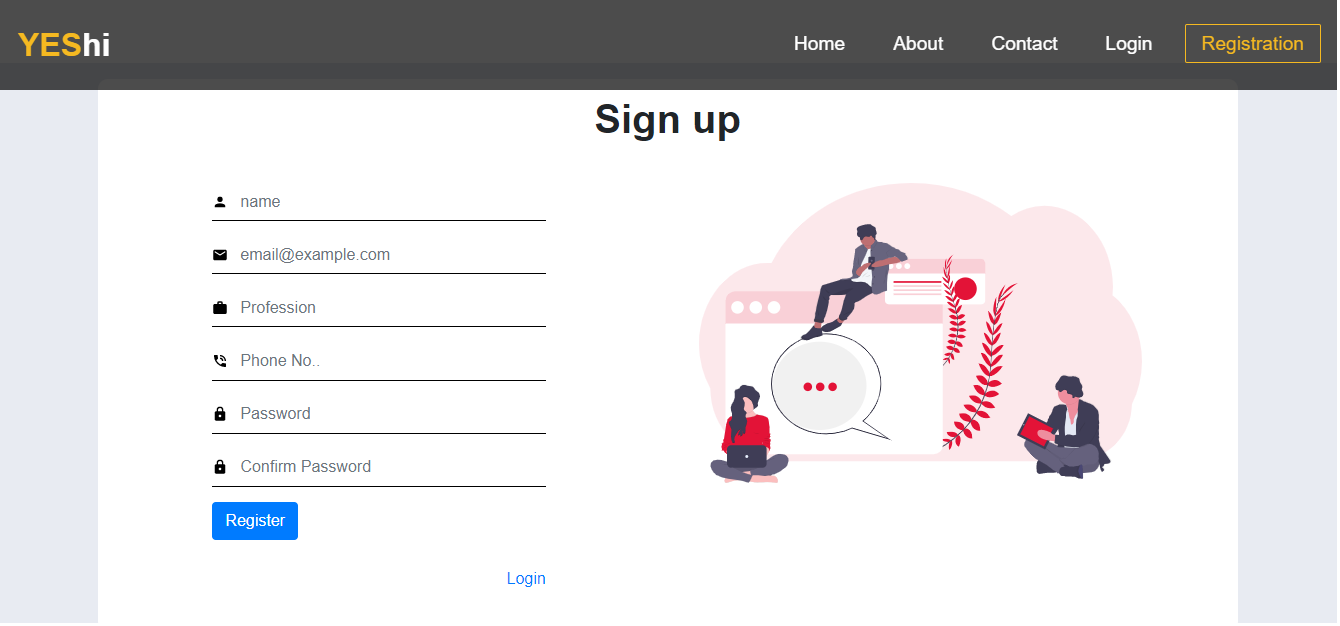 YEShi
Home About Contact Login Registration
Sign up
name
email@example.com
Profession
Phone No..
Password
Confirm Password
Register
Login